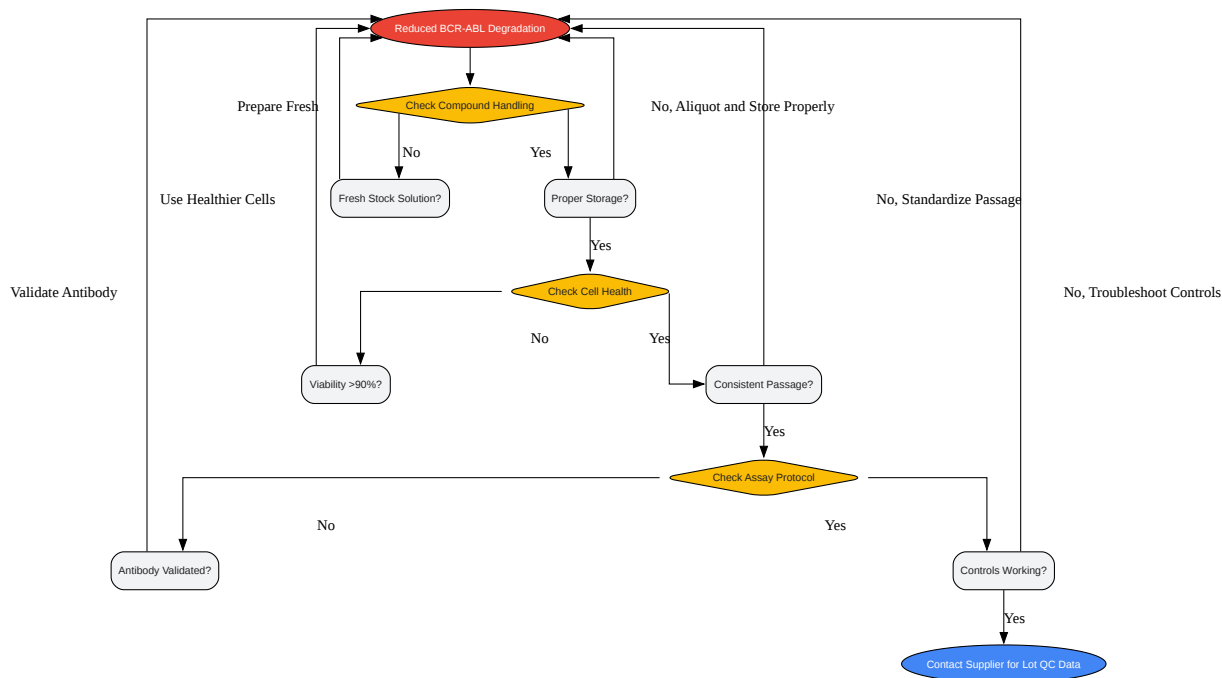 Reduced BCR-ABL Degradation
Prepare Fresh
Check Compound Handling
No, Aliquot and Store Properly
No
Yes
Use Healthier Cells
Fresh Stock Solution?
Proper Storage?
No, Standardize Passage
Yes
Validate Antibody
Check Cell Health
No, Troubleshoot Controls
No
Yes
Viability >90%?
Consistent Passage?
Yes
Check Assay Protocol
No
Yes
Antibody Validated?
Controls Working?
Yes
Contact Supplier for Lot QC Data